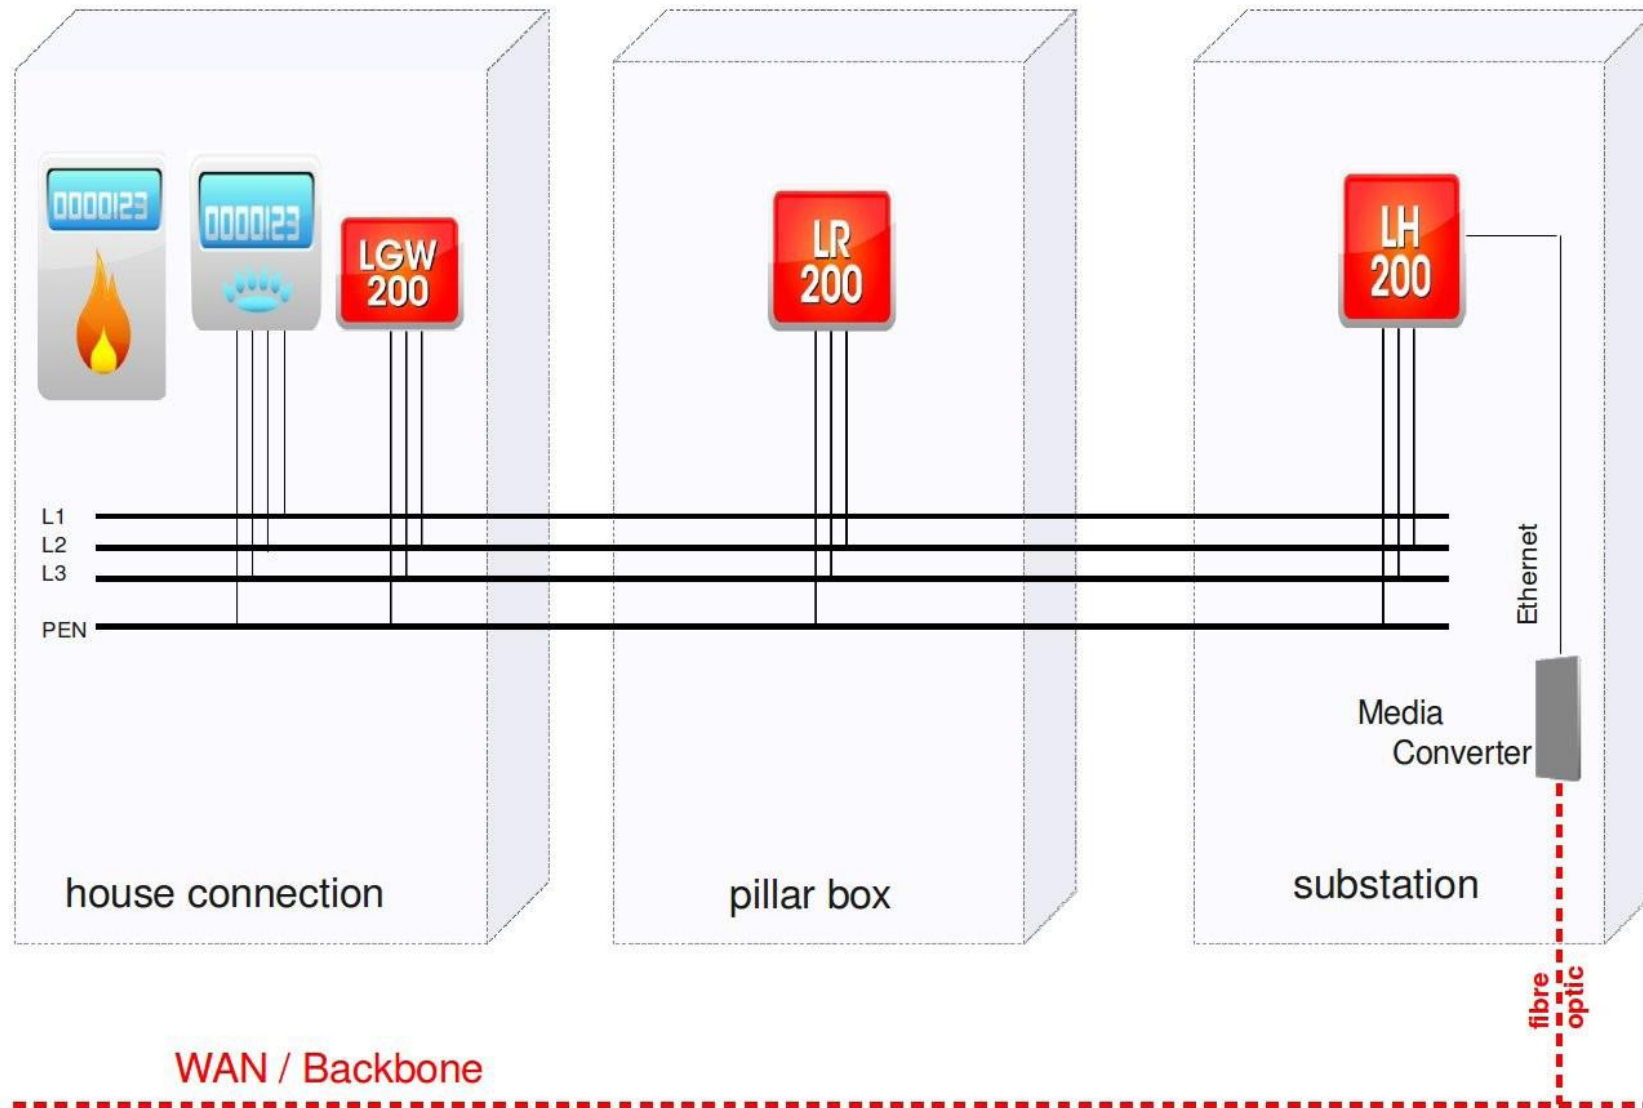 0000123
0000123
LGW
200
LR
200
LH
200
L1
L2
L3
PEN
Ethernet
Media
Converter
house connection
pillar box
substation
fibre
optic
WAN / Backbone